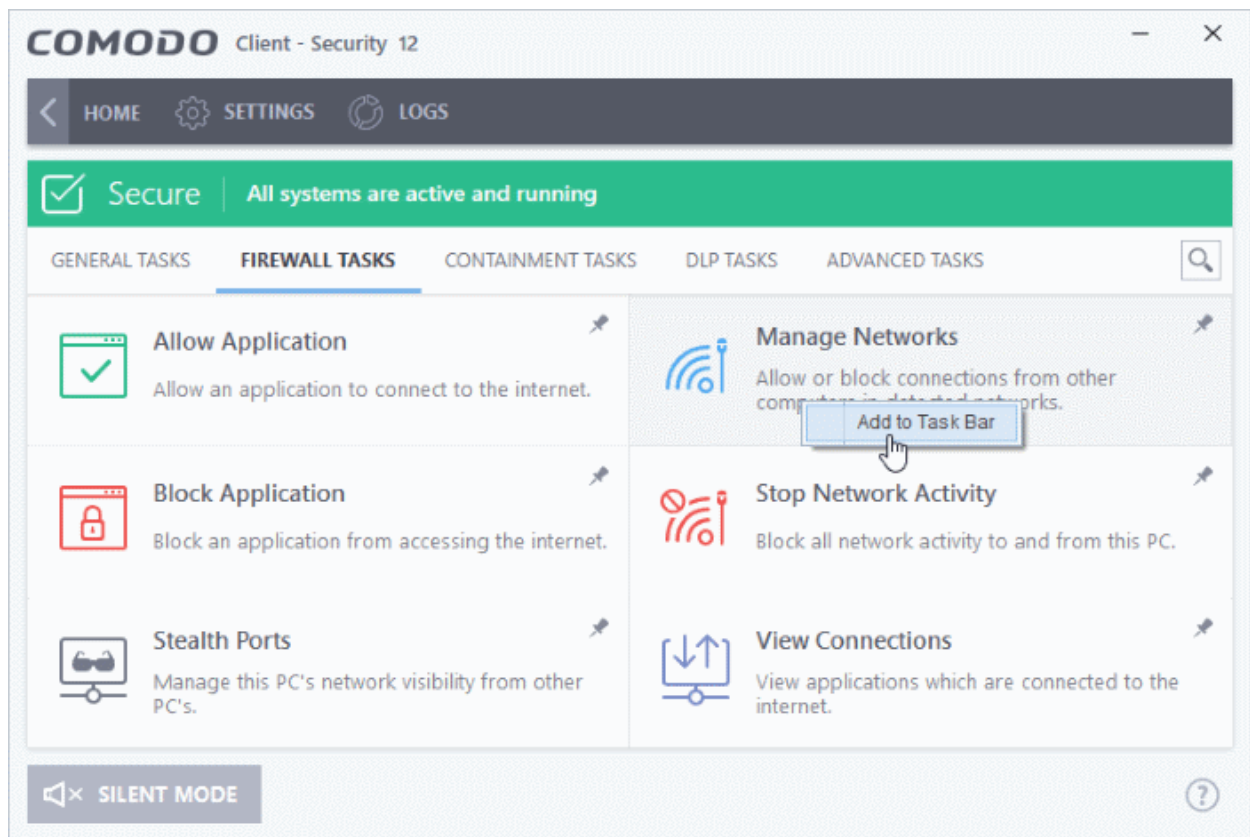 COMODO Client - Security 12
HOME SETTINGS LOGS
Secure All systems are active and running
GENERAL TASKS FIREWALL TASKS CONTAINMENT TASKS DLP TASKS ADVANCED TASKS
Allow Application
Allow an application to connect to the internet.
Manage Networks
Allow or block connections from other
computers in detected networks.
Add to Task Bar
Block Application
Block an application from accessing the internet.
Stop Network Activity
Block all network activity to and from this PC.
Stealth Ports
Manage this PC's network visibility from other
PC's.
View Connections
View applications which are connected to the
internet.
SILENT MODE
?